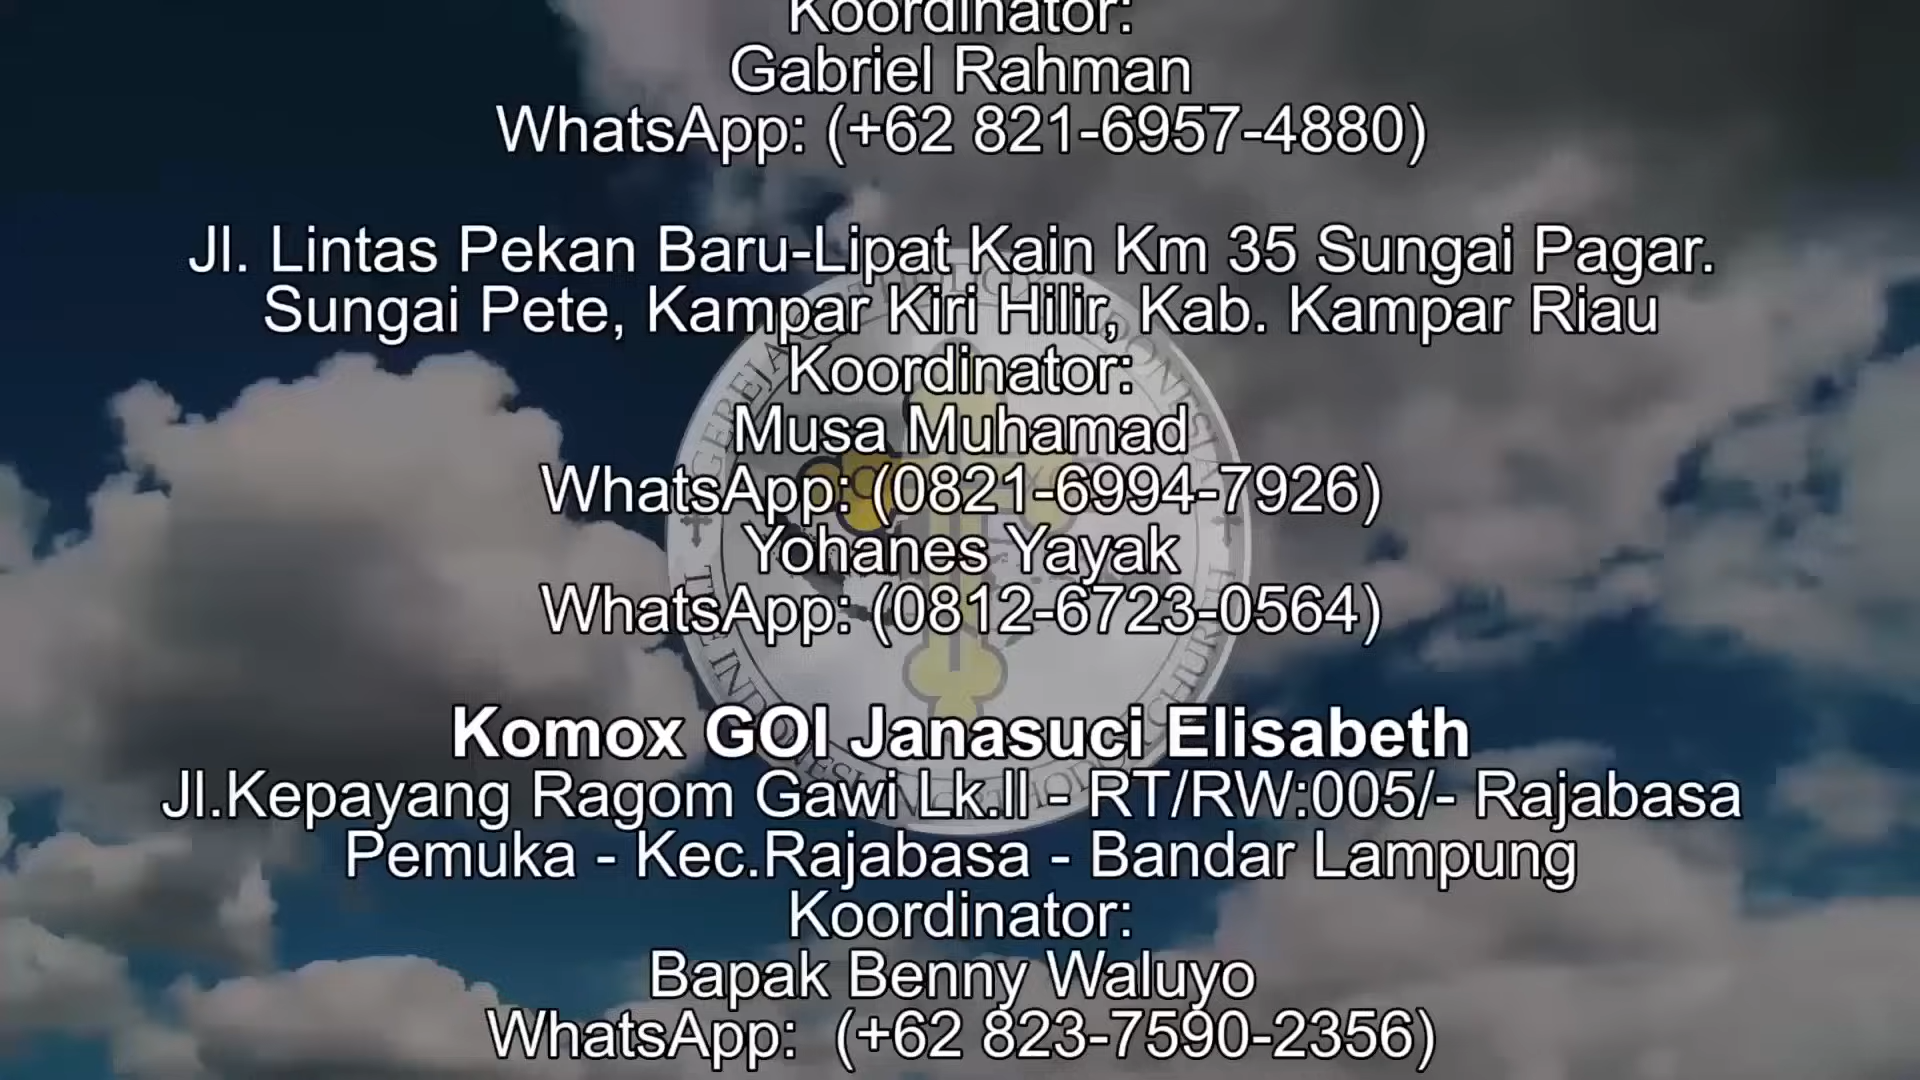 Koordinator:
Gabriel Rahman
WhatsApp: (+62 821-6957-4880)
Jl. Lintas Pekan Baru-Lipat Kain Km 35 Sungai Pagar.
Sungai Pete, Kampar Kiri Hilir, Kab. Kampar Riau
Koordinator:
Musa Muhamad
WhatsApp: (0821-6994-7926)
Yohanes Yayak
WhatsApp: (0812-6723-0564)
Komox GOI Janasuci Elisabeth
Jl.Kepayang Ragom Gawi Lk.II - RT/RW:005/- Rajabasa
Pemuka - Kec.Rajabasa - Bandar Lampung
Koordinator:
Bapak Benny Waluyo
WhatsApp: (+62 823-7590-2356)